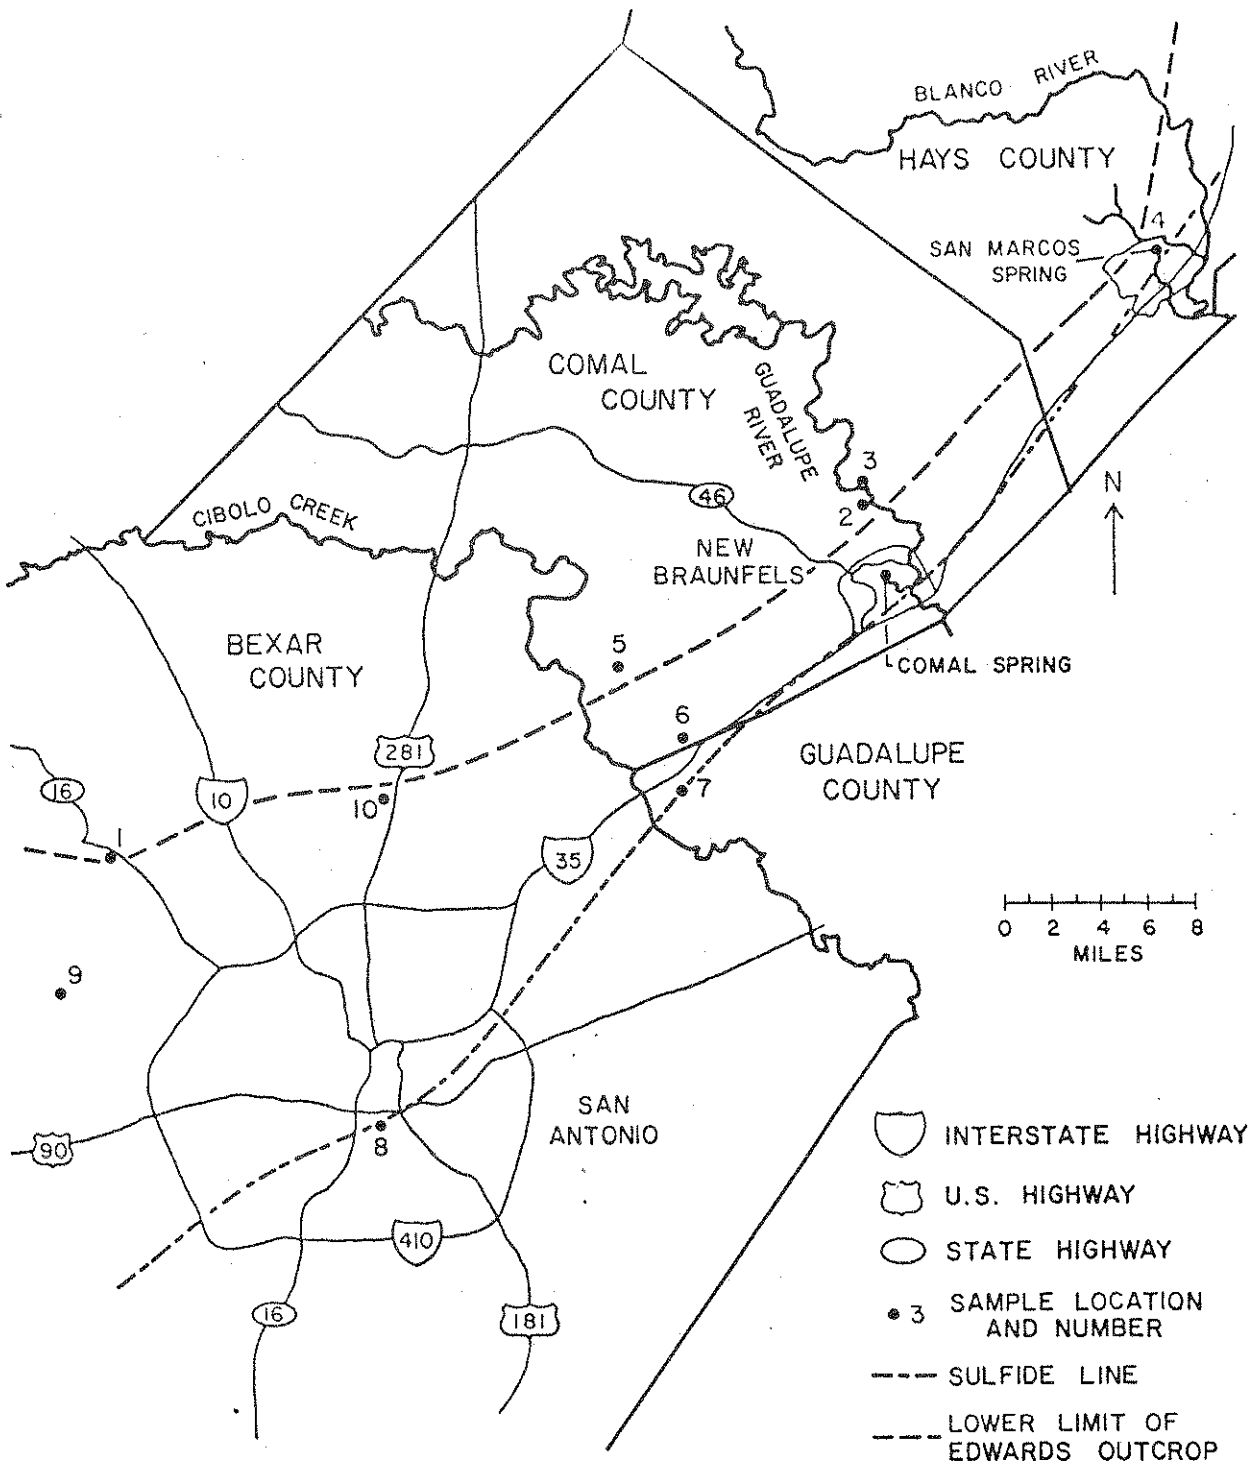 BLANCO RIVER
HAYS COUNTY
4
SAN MARCOS
SPRING
COMAL
COUNTY
GUADALUPE
RIVER
3
2
46
N
CIBOLO CREEK
NEW
BRAUNFELS
BEXAR
COUNTY
5
COMAL SPRING
6
281
GUADALUPE
COUNTY
7
16
10
10
1
35
0 2 4 6 8
MILES
9
SAN
ANTONIO
90
8
410
16
181
INTERSTATE HIGHWAY
U.S. HIGHWAY
STATE HIGHWAY
3 SAMPLE LOCATION
AND NUMBER
SULFIDE LINE
LOWER LIMIT OF
EDWARDS OUTCROP